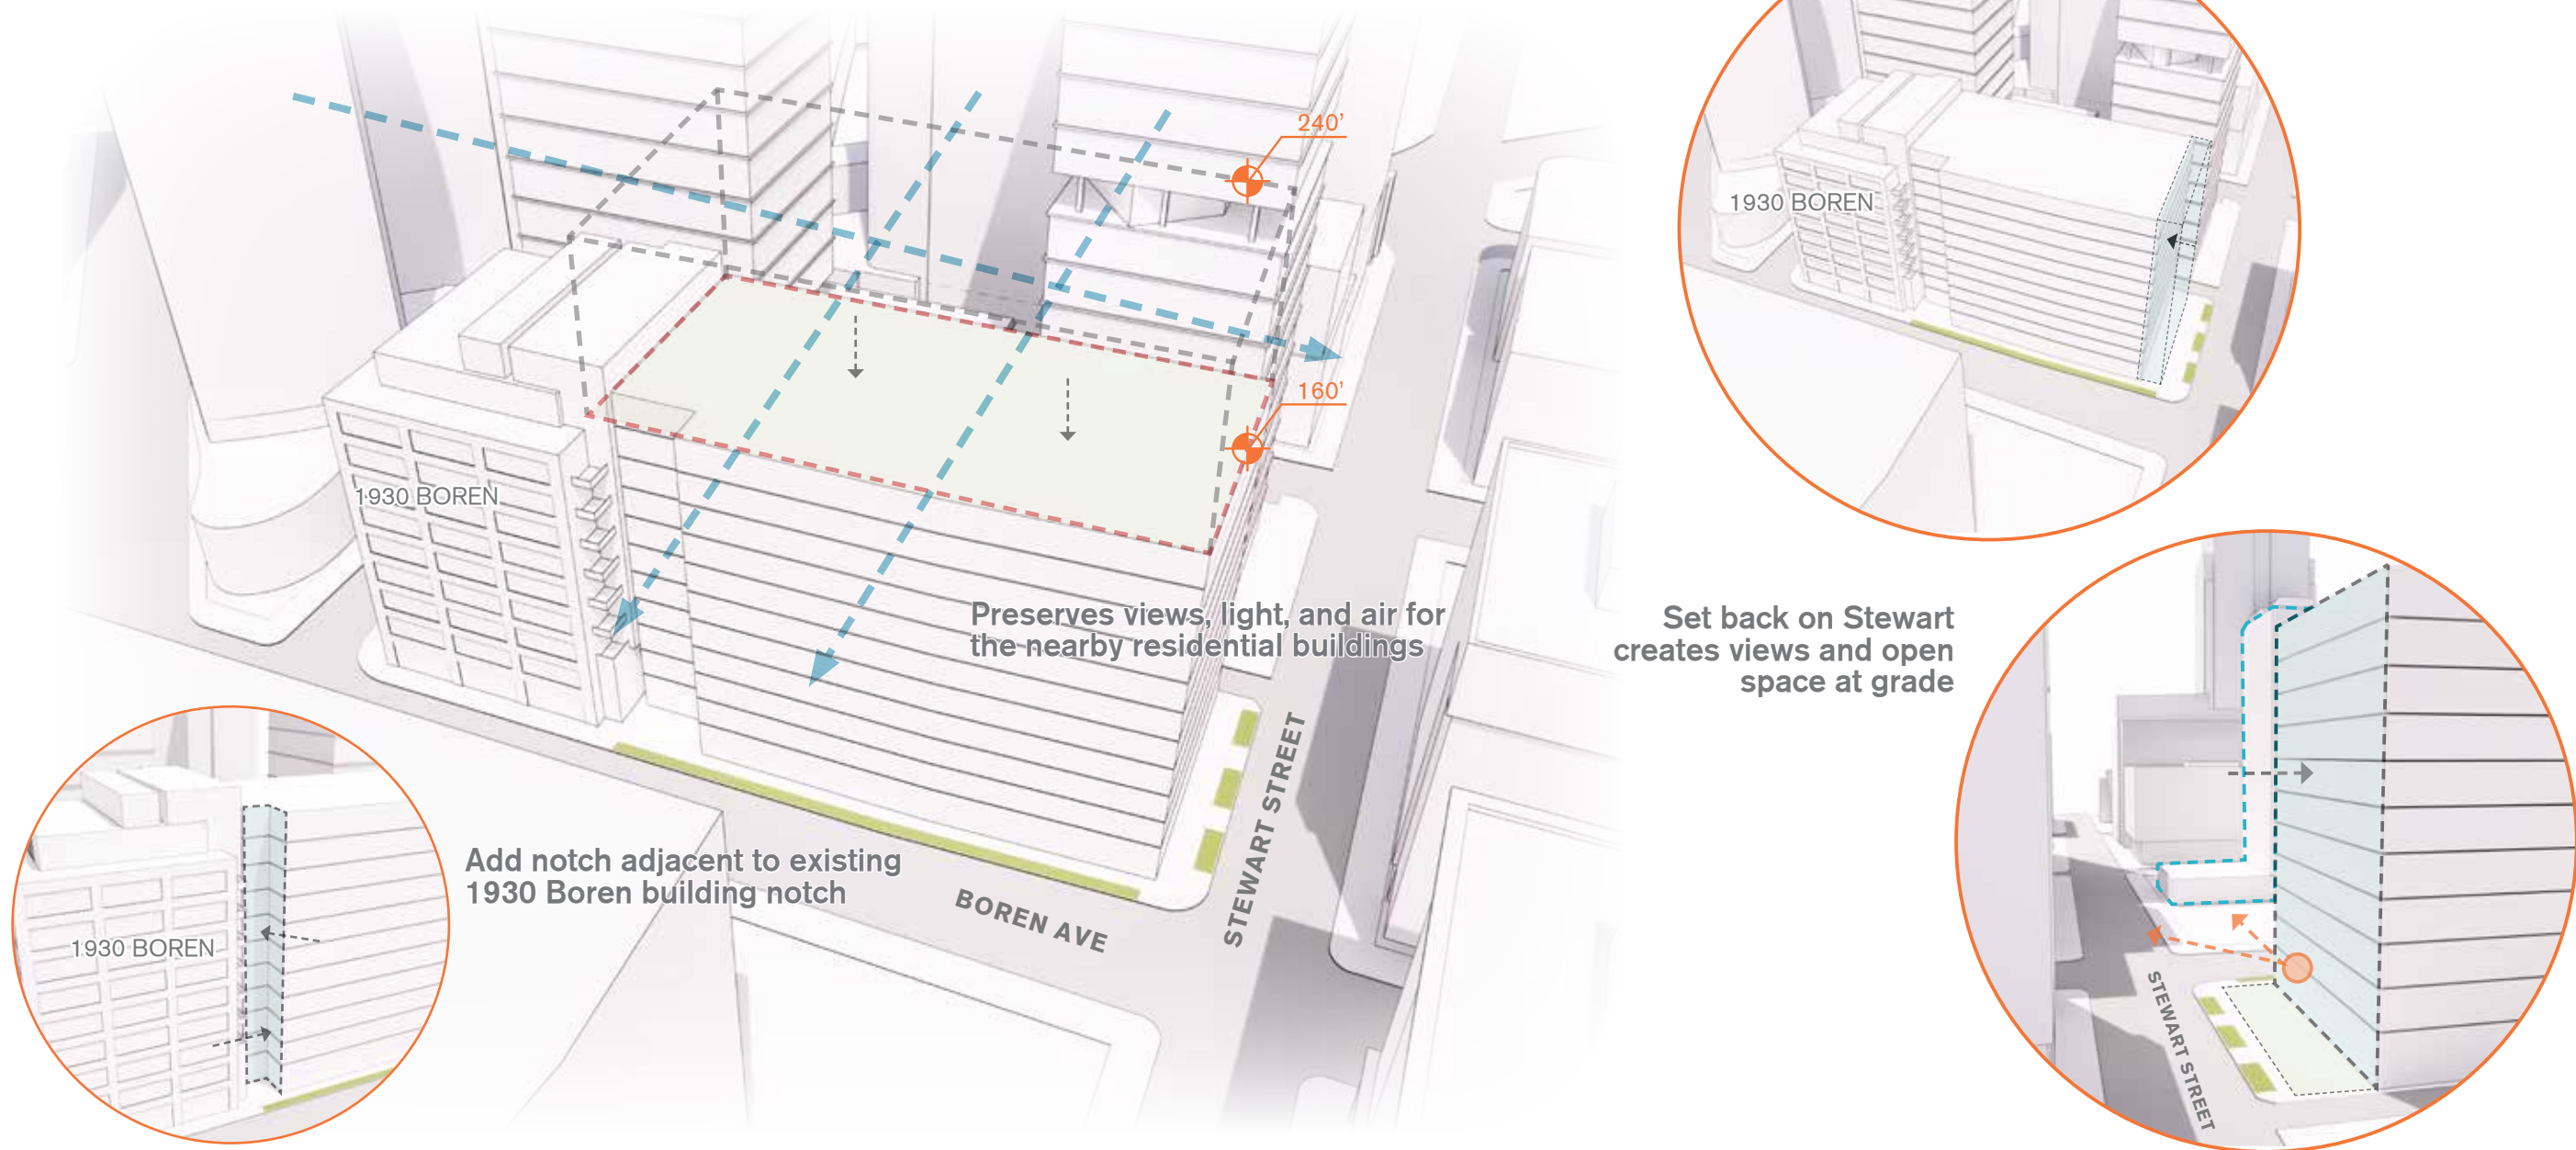 240'
1930 BOREN
160'
1930 BOREN
Preserves views, light, and air for
the nearby residential buildings
Set back on Stewart
creates views and open
space at grade
STEWART STREET
Add notch adjacent to existing
1930 Boren building notch
BOREN AVE
1930 BOREN
STEWART STREET